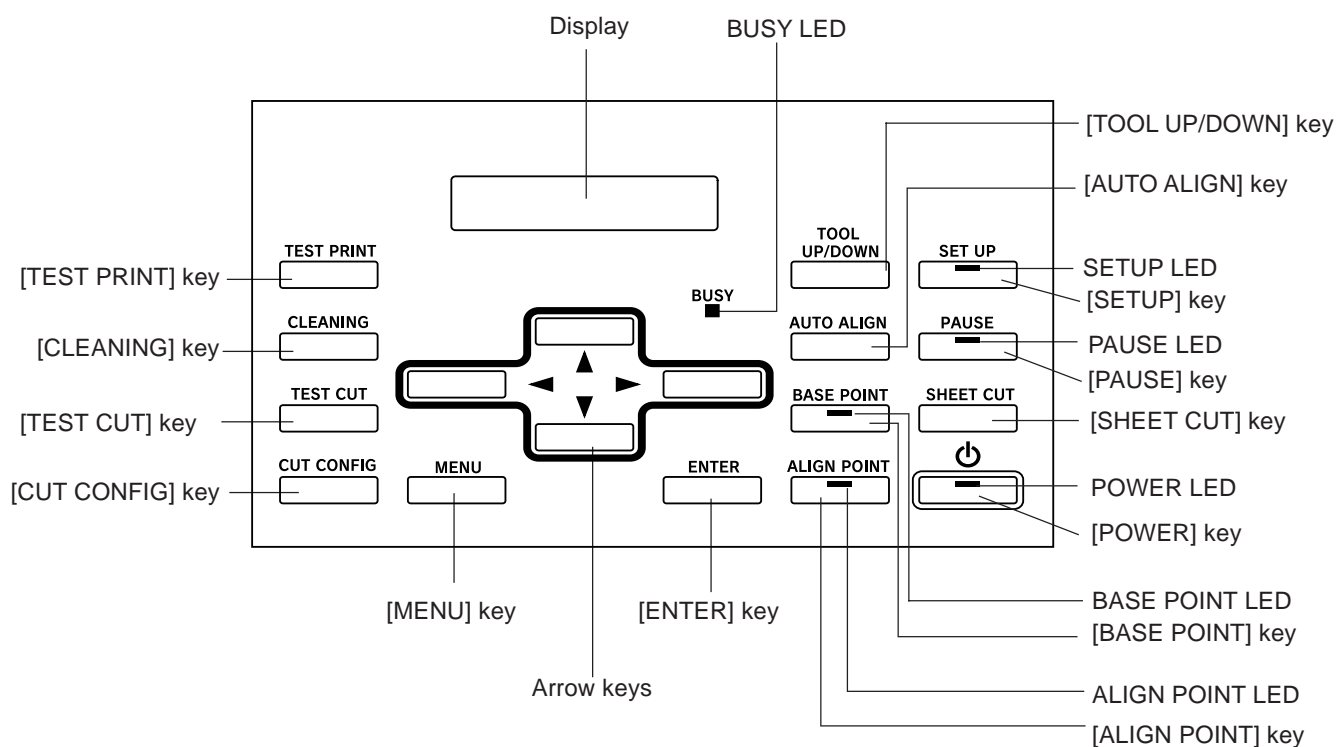 Display
BUSY LED
[TOOL UP/DOWN] key
[AUTO ALIGN] key
TOOL
UP/DOWN
TEST PRINT
SET UP
[TEST PRINT] key
SETUP LED
[SETUP] key
BUSY
CLEANING
AUTO ALIGN
PAUSE
[CLEANING] key
PAUSE LED
[PAUSE] key
TEST CUT
BASE POINT
SHEET CUT
[TEST CUT] key
[SHEET CUT] key
CUT CONFIG
MENU
ENTER
ALIGN POINT
[CUT CONFIG] key
POWER LED
[POWER] key
[MENU] key
[ENTER] key
BASE POINT LED
[BASE POINT] key
Arrow keys
ALIGN POINT LED
[ALIGN POINT] key